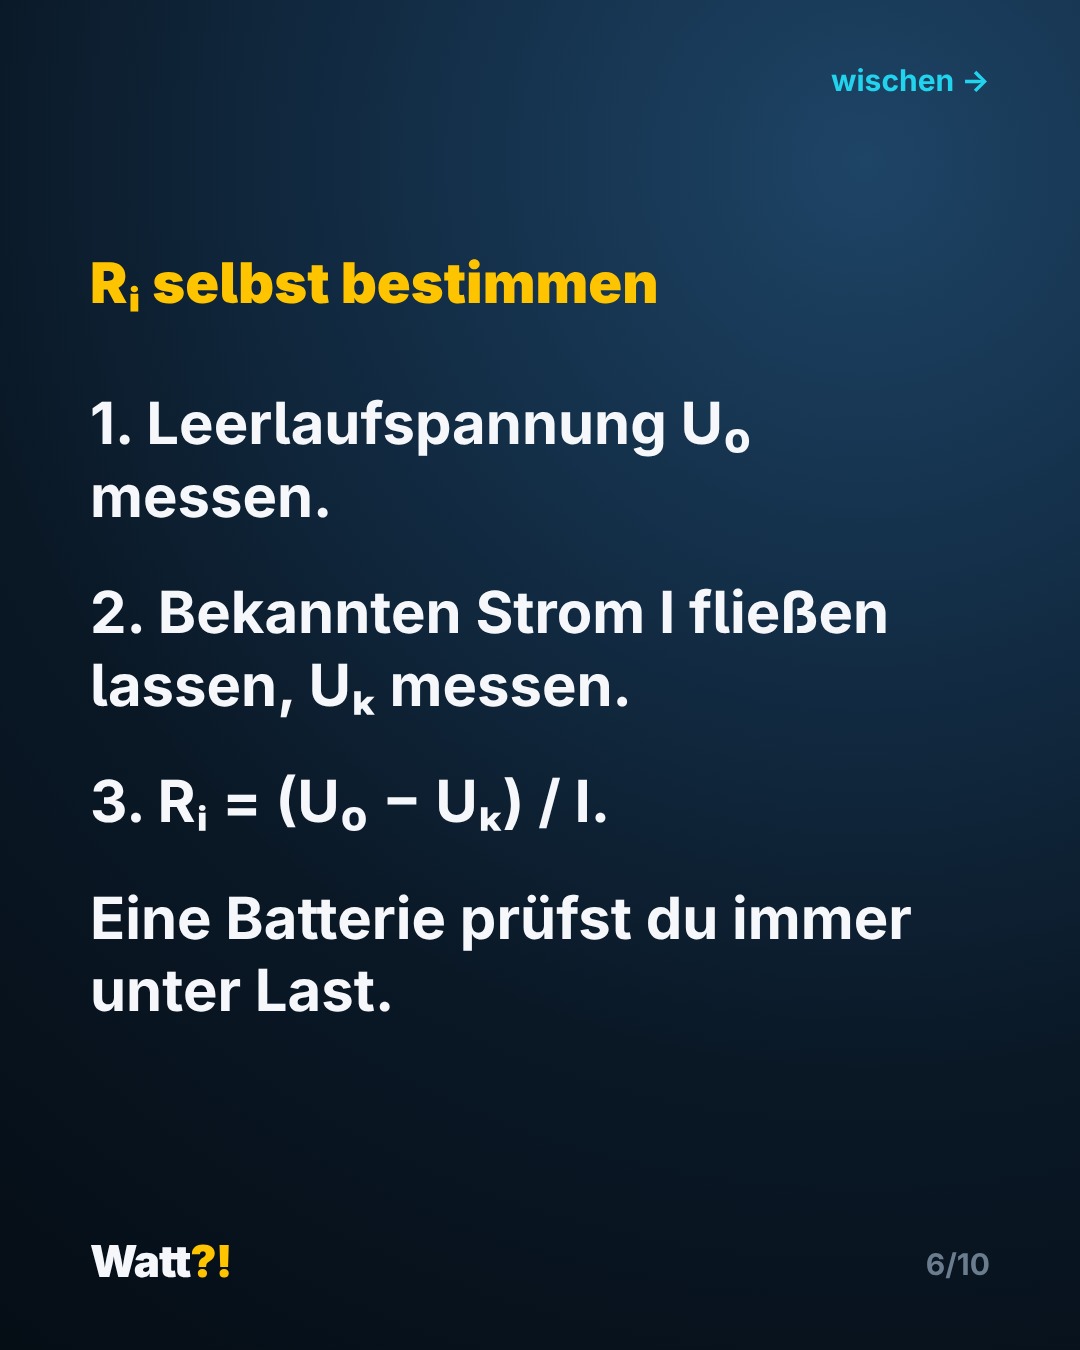 wischen →
Rᵢ selbst bestimmen
1. Leerlaufspannung U₀
messen.
2. Bekannten Strom I fließen
lassen, Uₖ messen.
3. Rᵢ = (U₀ − Uₖ) / I.
Eine Batterie prüfst du immer
unter Last.
Watt?!
6/10